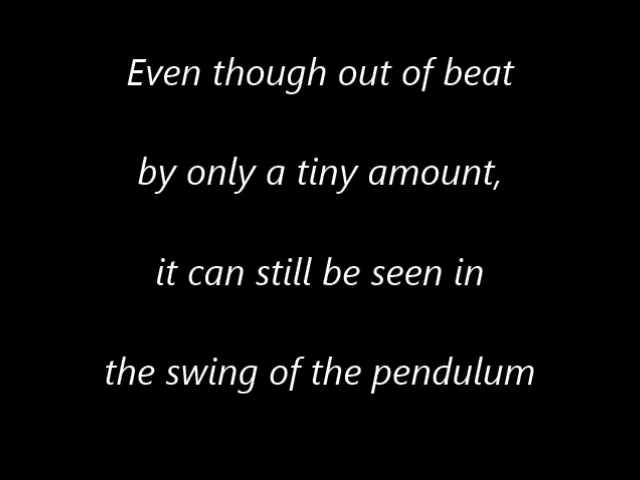 Even though out of beat
by only a tiny amount,
it can still be seen in
the swing of the pendulum